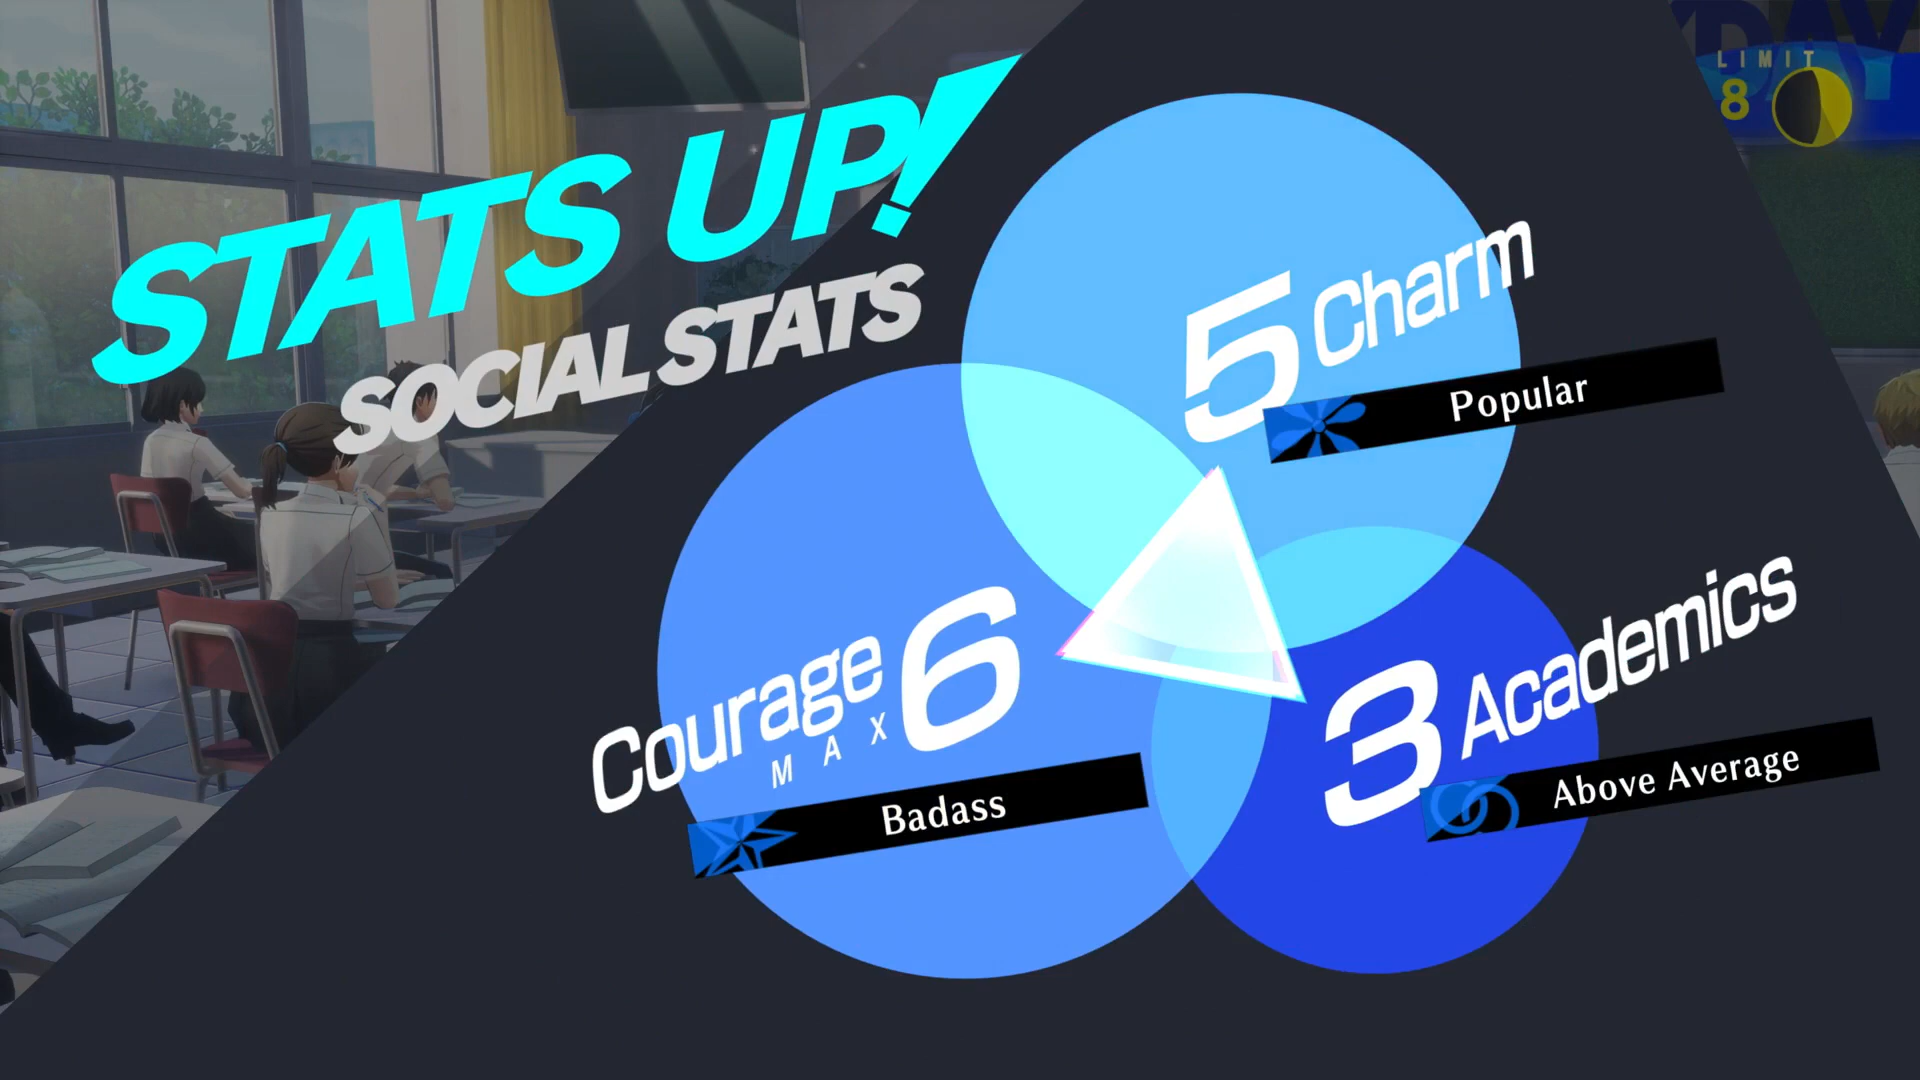 STATS UP!
SOCIAL STATS
LIMIT
8
5 Charm
Popular
Courage 6
MAX
Badass
3 Academics
Above Average